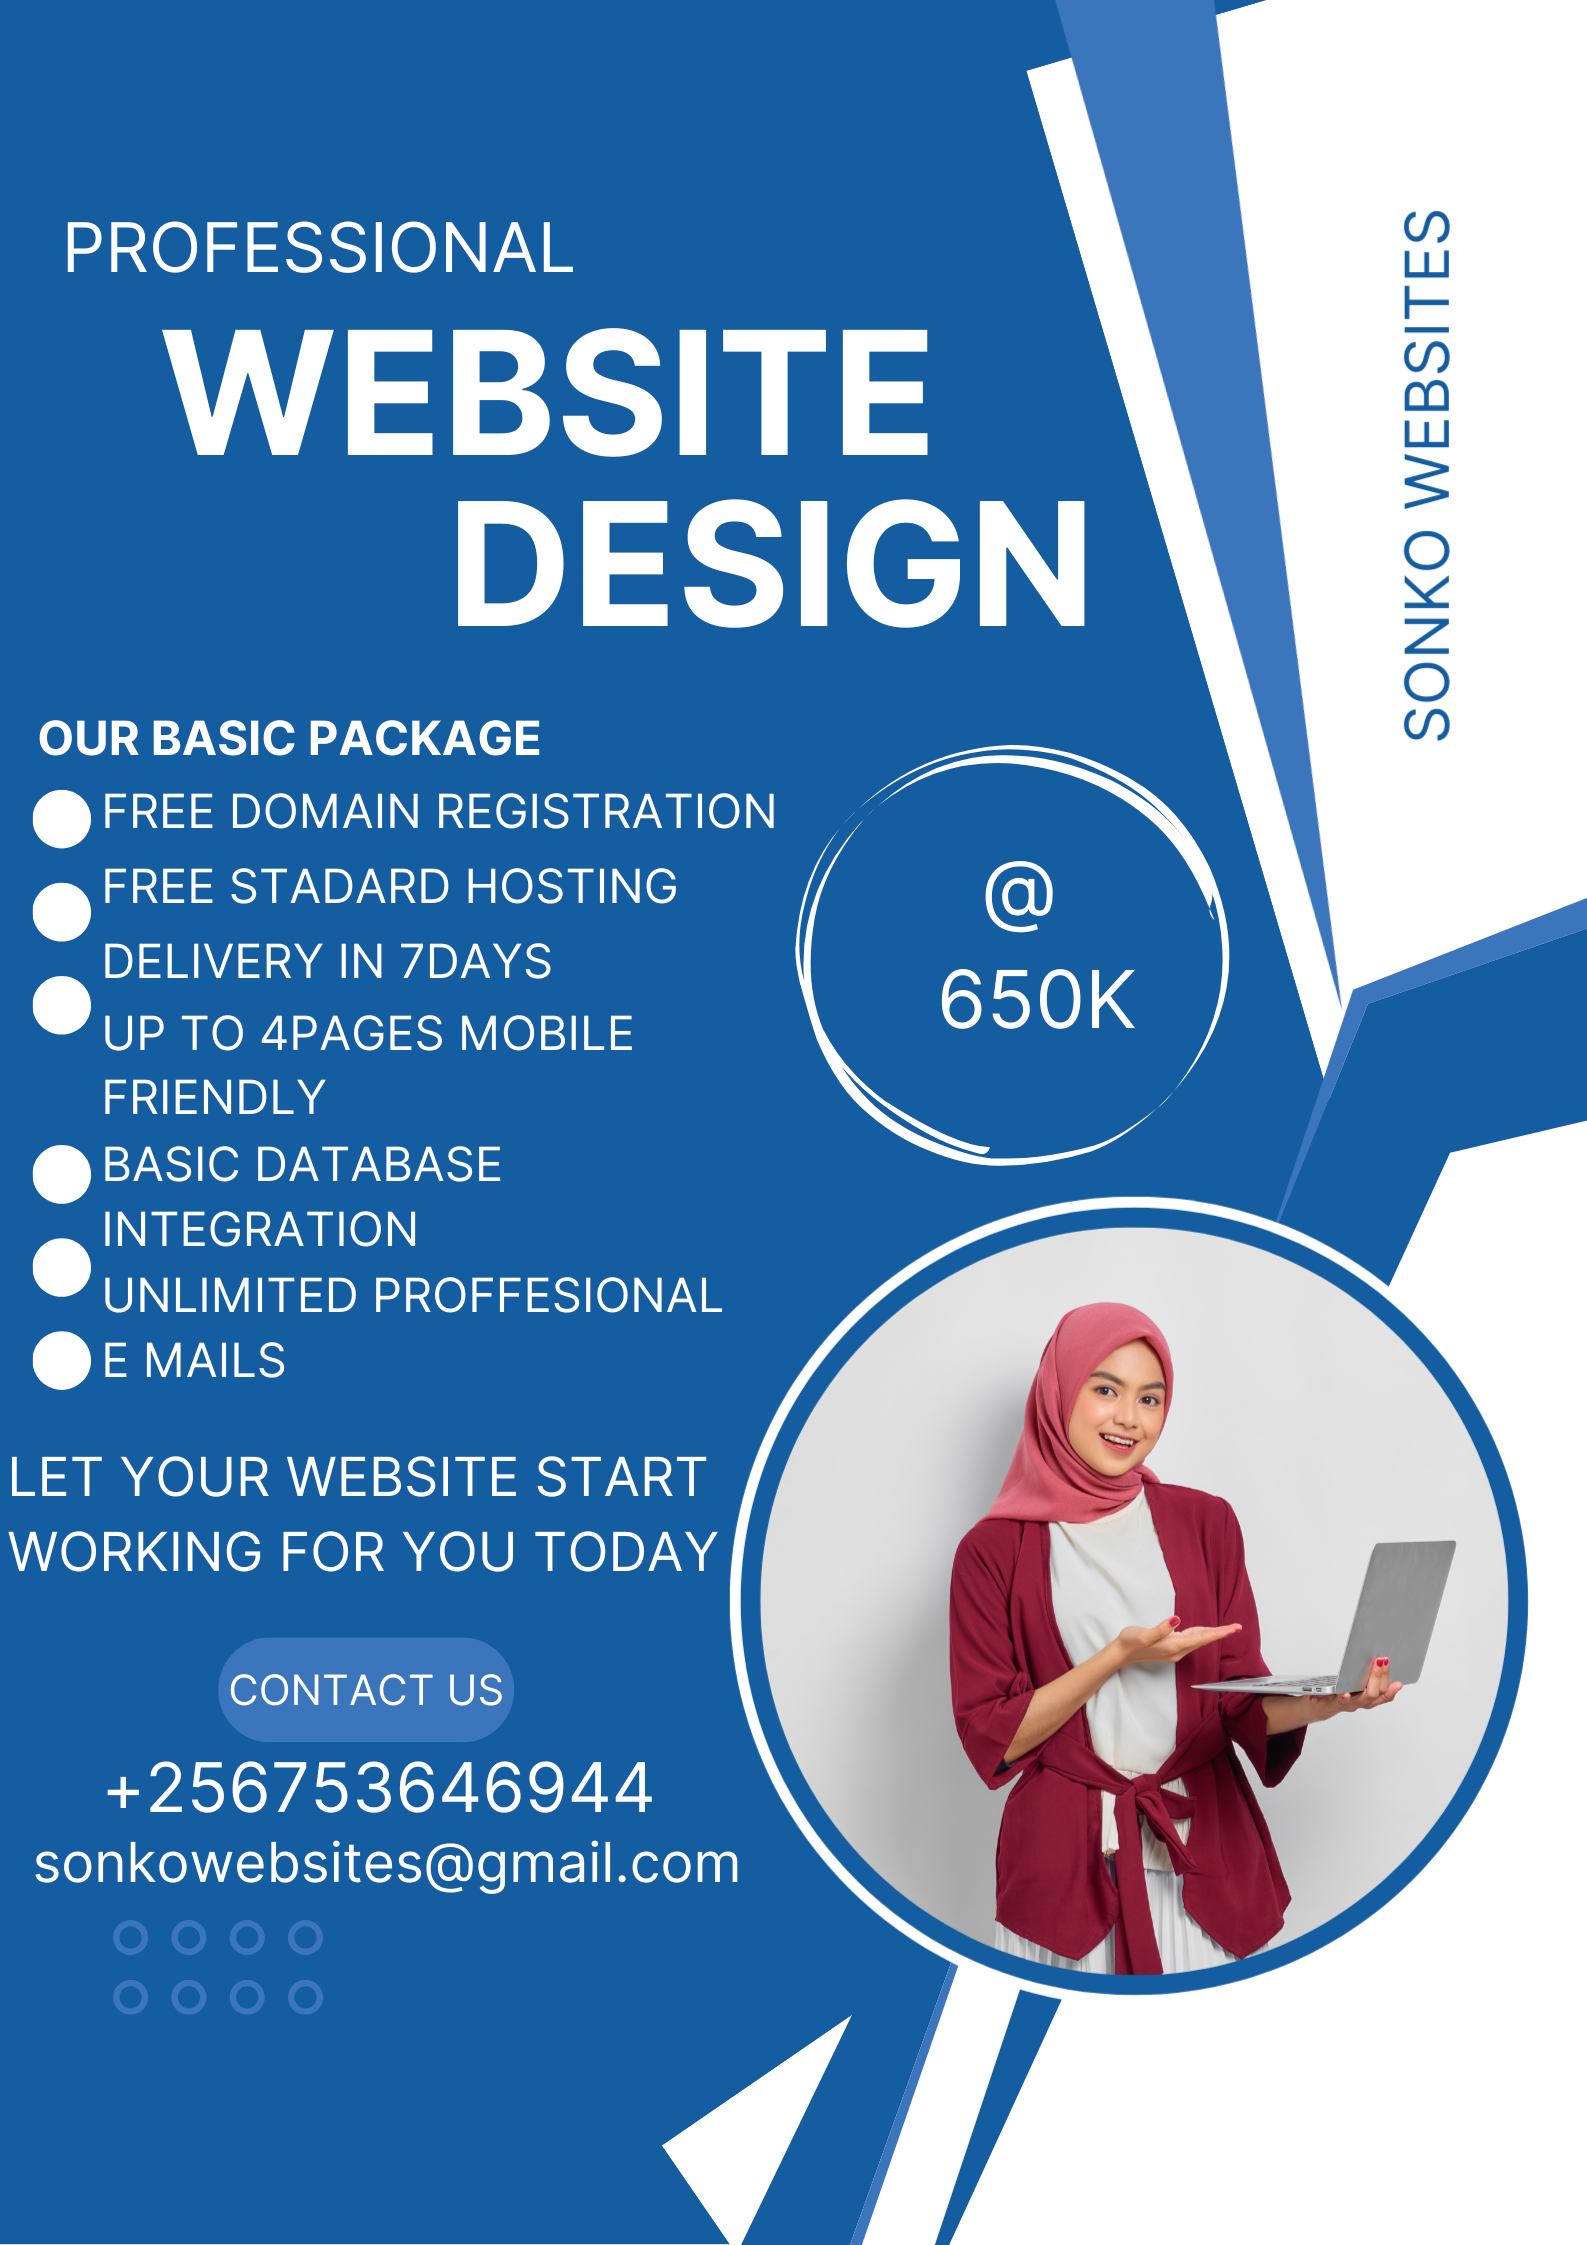 PROFESSIONAL
WEBSITE
DESIGN
SONKO WEBSITES
OUR BASIC PACKAGE
FREE DOMAIN REGISTRATION
FREE STADARD HOSTING
DELIVERY IN 7DAYS
UP TO 4PAGES MOBILE
FRIENDLY
BASIC DATABASE
INTEGRATION
UNLIMITED PROFFESIONAL
E MAILS
@
650K
LET YOUR WEBSITE START
WORKING FOR YOU TODAY
CONTACT US
+256753646944
sonkowebsites@gmail.com